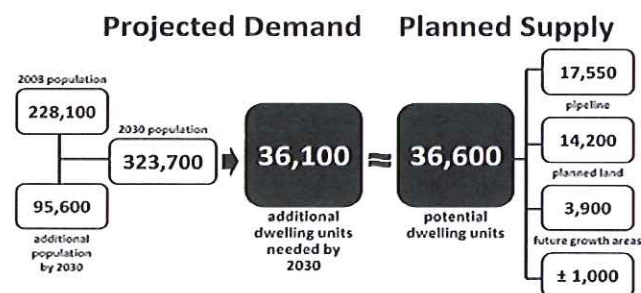 Projected Demand
Planned Supply
2008 population
228,100
2030 population
323,700
95,600
additional
population
by 2030
36,100
additional
dwelling units
needed by
2030
=
36,600
potential
dwelling units
17,550
pipeline
14,200
planned land
3,900
future growth areas
± 1,000